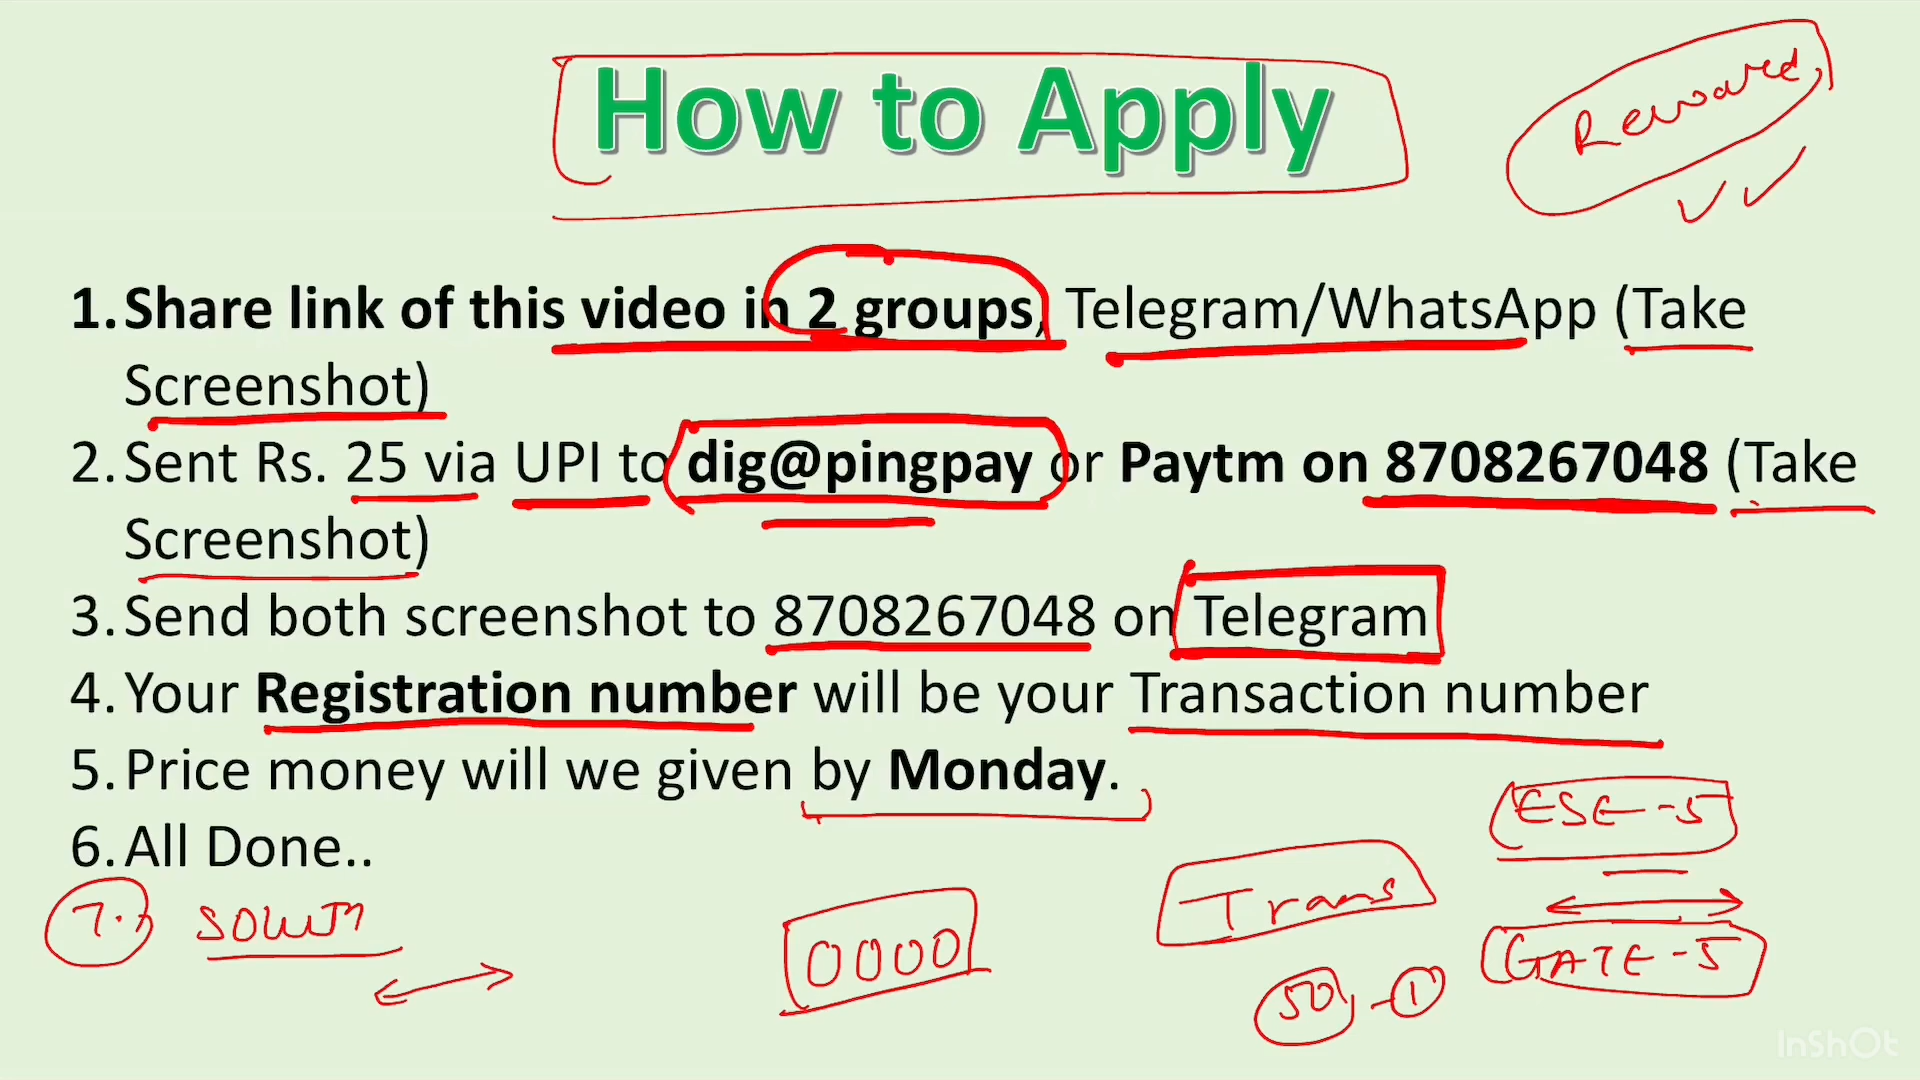 How to Apply
Reward,
1. Share link of this video in 2 groups, Telegram/WhatsApp (Take
Screenshot)
2. Sent Rs. 25 via UPI to dig@pingpay or Paytm on 8708267048 (Take
Screenshot)
3. Send both screenshot to 8708267048 on Telegram
4. Your Registration number will be your Transaction number
5. Price money will we given by Monday.
ESE-5
6. All Done..
Trans
7.
0000
GATE-5
50, - 1
InShOt